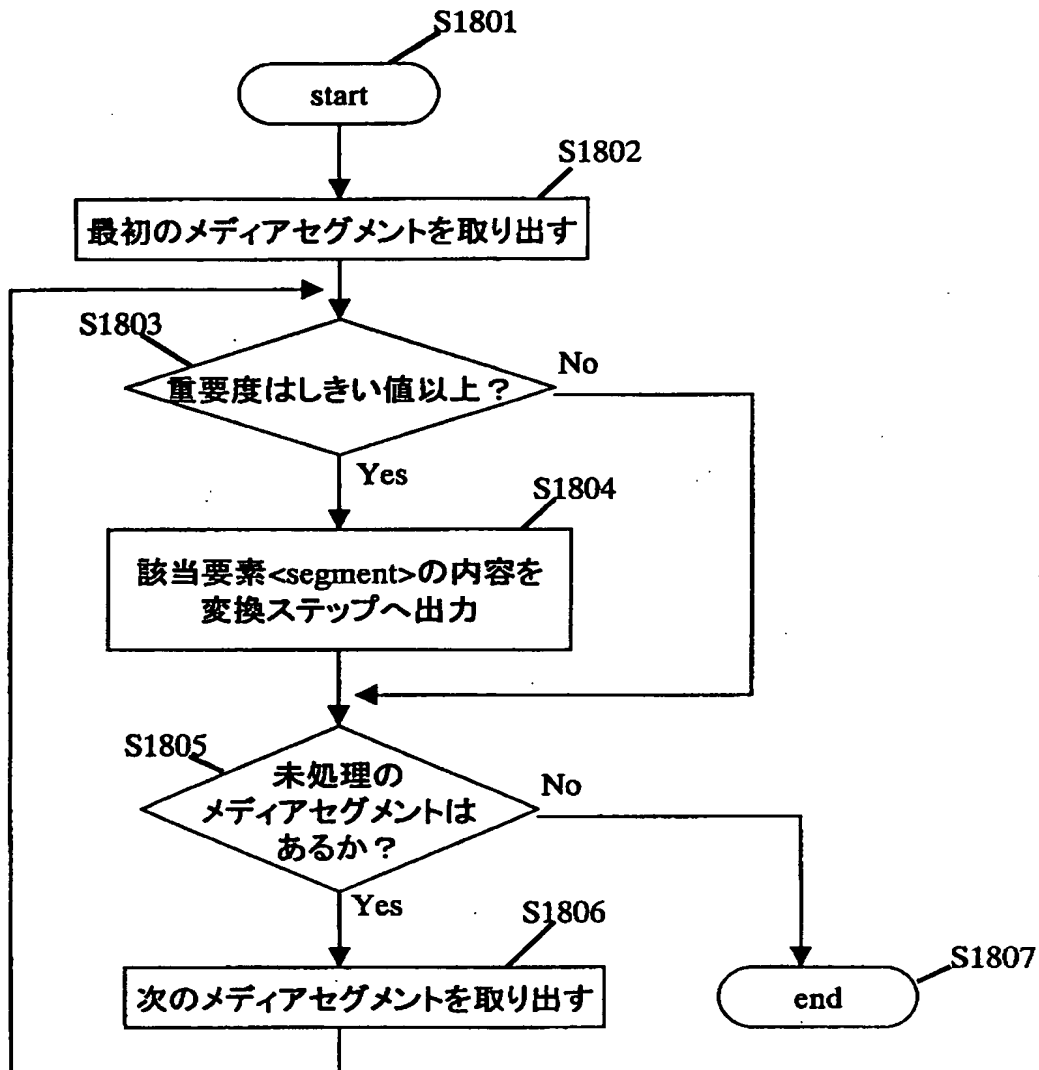 S1801
start
S1802
最初のメディアセグメントを取り出す
S1803
重要度はしきい値以上？
No
Yes
S1804
該当要素<segment>の内容を
変換ステップへ出力
S1805
未処理の
メディアセグメントは
あるか？
No
Yes
S1806
次のメディアセグメントを取り出す
S1807
end